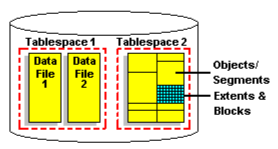 Tablespace 1
Tablespace 2
Data
File
1
Data
File
2
Objects/
Segments
Extents &
Blocks